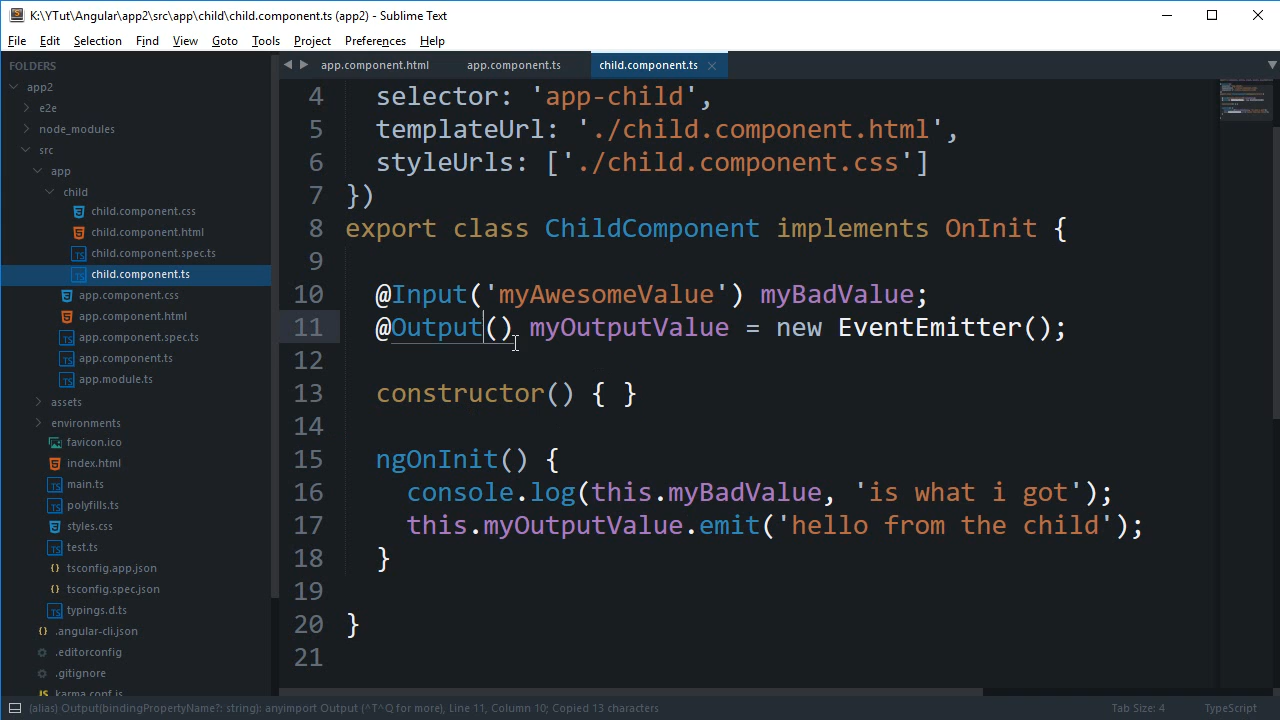 K:\YTut\Angular\app2\src\app\child\child.component.ts (app2) - Sublime Text
File Edit Selection Find View Goto Tools Project Preferences Help
FOLDERS
app2
e2e
node_modules
src
app
child
child.component.css
child.component.html
child.component.spec.ts
child.component.ts
app.component.css
app.component.html
app.component.spec.ts
app.component.ts
app.module.ts
assets
environments
favicon.ico
index.html
main.ts
polyfills.ts
styles.css
test.ts
tsconfig.app.json
tsconfig.spec.json
typings.d.ts
.angular-cli.json
.editorconfig
.gitignore
karma.conf.js
app.component.html app.component.ts child.component.ts
4 selector: 'app-child',
5 templateUrl: './child.component.html',
6 styleUrls: ['./child.component.css']
7 })
8 export class ChildComponent implements OnInit {
9
10 @Input('myAwesomeValue') myBadValue;
11 @Output() myOutputValue = new EventEmitter();
12
13 constructor() { }
14
15 ngOnInit() {
16 console.log(this.myBadValue, 'is what i got');
17 this.myOutputValue.emit('hello from the child');
18 }
19
20 }
21
(alias) Output(bindingPropertyName?: string): anyimport Output (^T^Q for more), Line 11, Column 10; Copied 13 characters
Tab Size: 4 TypeScript